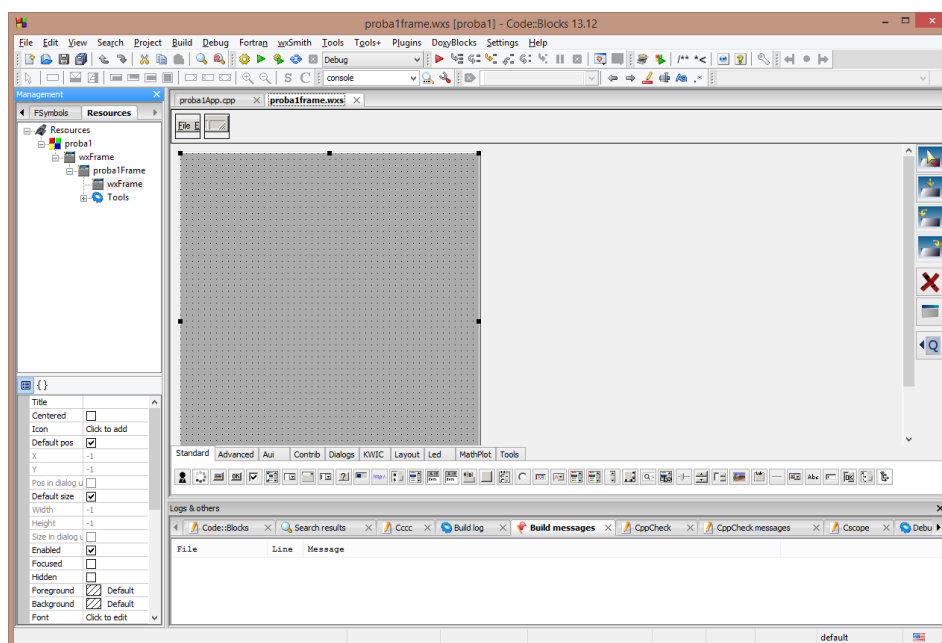 proba1frame.wxs [proba1] - Code::Blocks 13.12
File Edit View Search Project Build Debug Fortran wxSmith Tools Tools+ Plugins DoxyBlocks Settings Help
Debug
/** *<
S C console
Aa .*
Management
FSymbols Resources
proba1App.cpp proba1frame.wxs
File E
Resources
proba1
wxFrame
proba1Frame
wxFrame
Tools
Q
{}
Title
Centered
Icon Click to add
Default pos
X -1
Y -1
Pos in dialog u
Default size
Width -1
Height -1
Size in dialog u
Enabled
Focused
Hidden
Foreground Default
Background Default
Font Click to edit
Standard Advanced Aui Contrib Dialogs KWIC Layout Led MathPlot Tools
Logs & others
Code::Blocks Search results Cccc Build log Build messages CppCheck CppCheck messages Cscope Debu
File Line Message
default